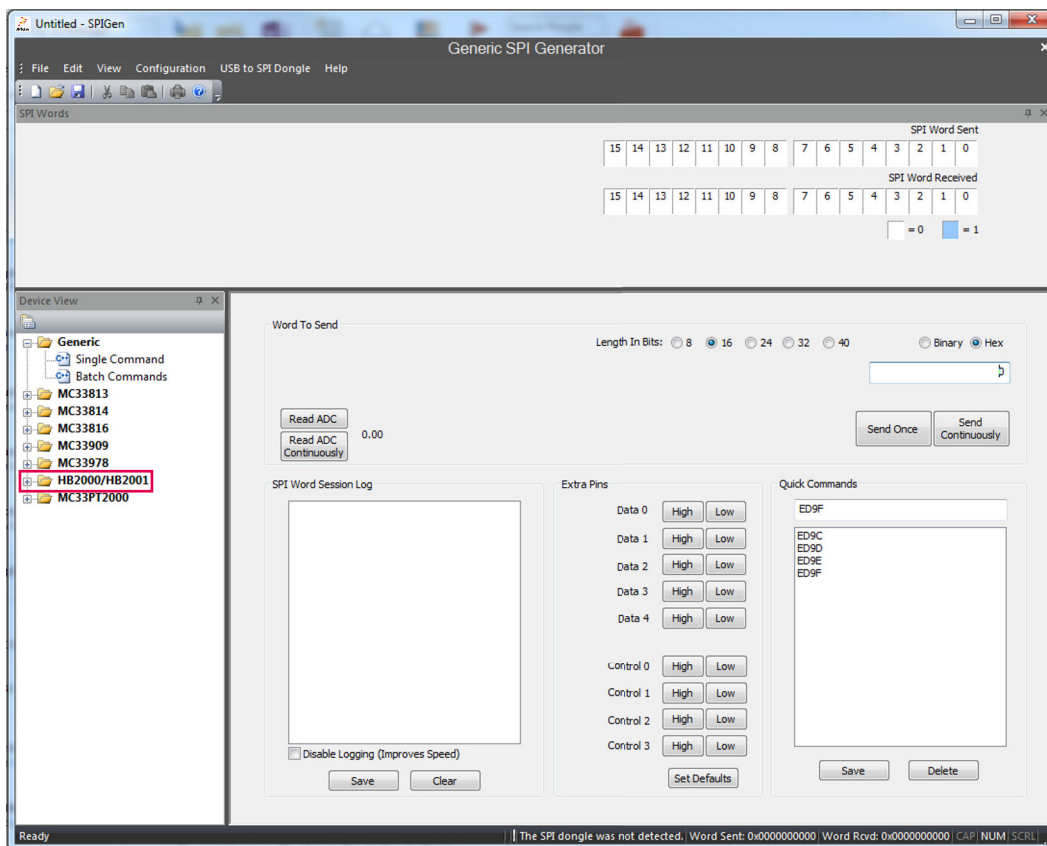 Untitled - SPIGen
Generic SPI Generator
File Edit View Configuration USB to SPI Dongle Help
SPI Words
SPI Word Sent
15 14 13 12 11 10 9 8 7 6 5 4 3 2 1 0
SPI Word Received
15 14 13 12 11 10 9 8 7 6 5 4 3 2 1 0
= 0 = 1
Device View
Generic
Single Command
Batch Commands
MC33813
MC33814
MC33816
MC33909
MC33978
HB2000/HB2001
MC33PT2000
Word To Send
Length In Bits: 8 16 24 32 40 Binary Hex
Read ADC
Read ADC Continuously
0.00
Send Once
Send Continuously
SPI Word Session Log
Disable Logging (Improves Speed)
Save Clear
Extra Pins
Data 0 High Low
Data 1 High Low
Data 2 High Low
Data 3 High Low
Data 4 High Low
Control 0 High Low
Control 1 High Low
Control 2 High Low
Control 3 High Low
Set Defaults
Quick Commands
ED9F
ED9C
ED9D
ED9E
ED9F
Save Delete
Ready The SPI dongle was not detected. Word Sent: 0x0000000000 Word Rcvd: 0x0000000000 CAP NUM SCRL